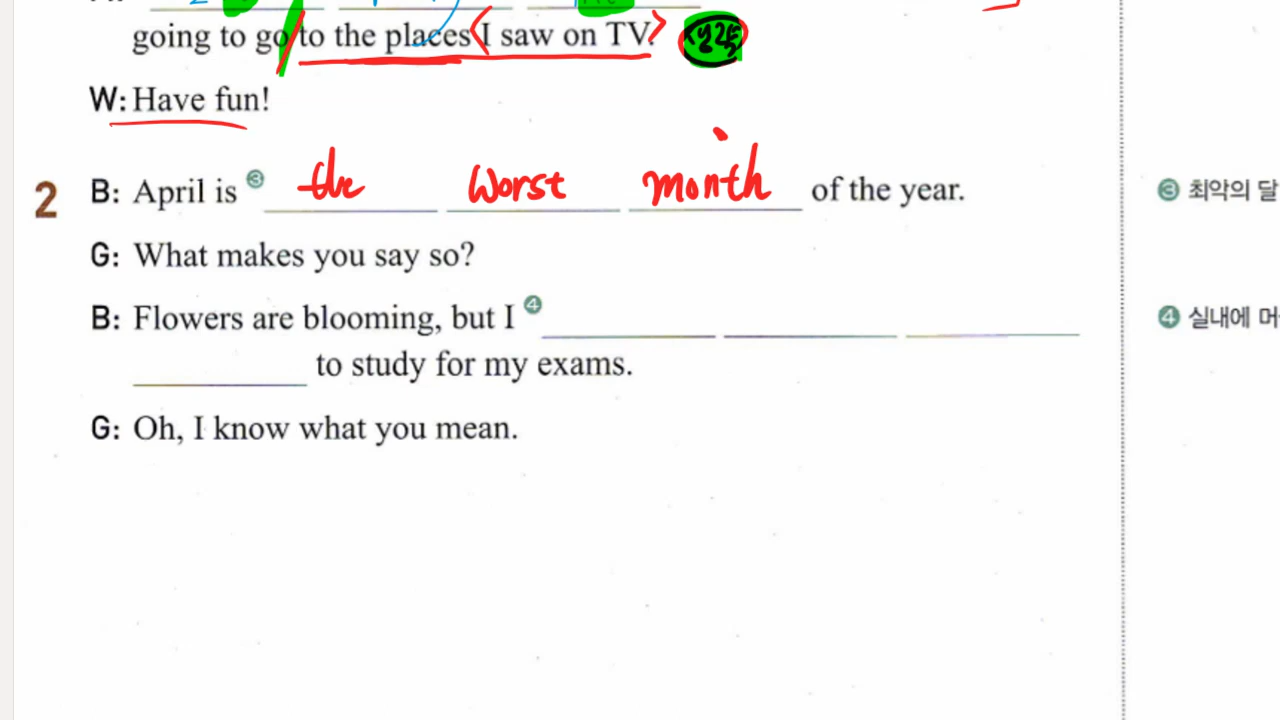 going to go to the places I saw on TV.
W: Have fun!
2 B: April is ③ the worst month of the year. ③ 최악의 달
G: What makes you say so?
B: Flowers are blooming, but I ④ ④ 실내에 머
to study for my exams.
G: Oh, I know what you mean.